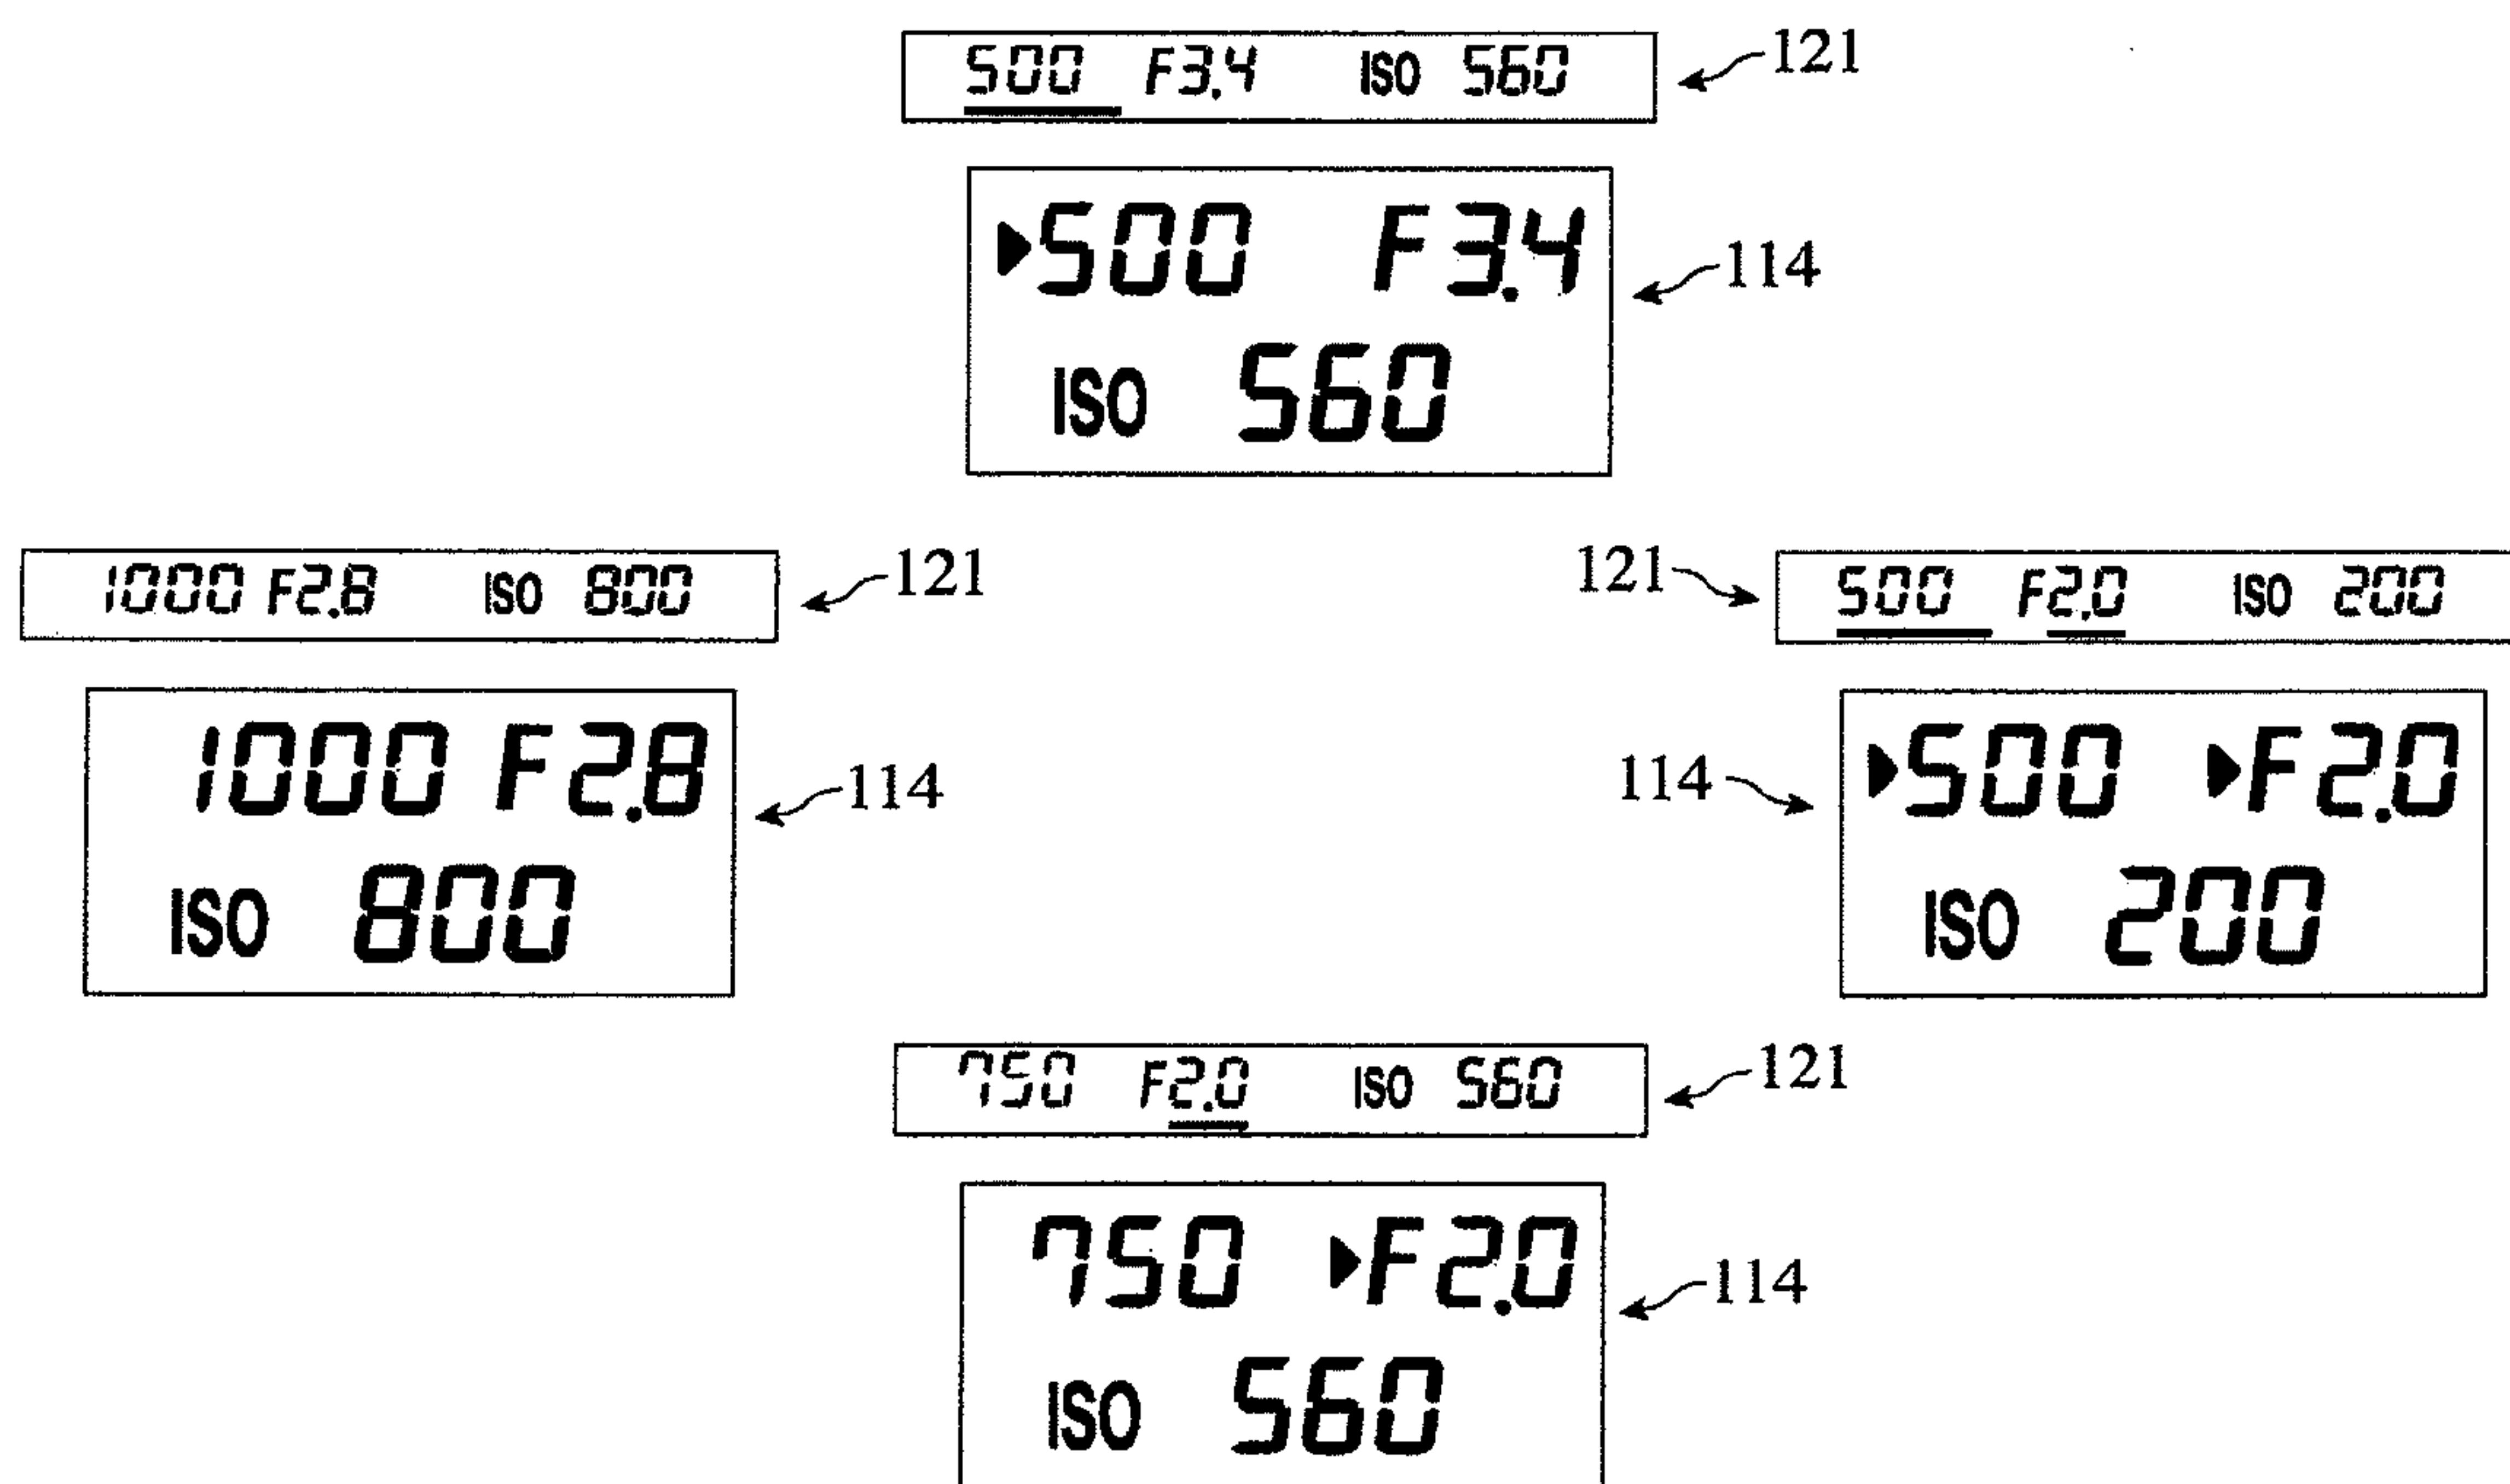 500 F3.4 ISO 560
121
500 F3.4
114
ISO 560
1000 F2.8 ISO 800
121
1000 F2.8
114
ISO 800
121
500 F2.0 ISO 200
114
500 F2.0
ISO 200
750 F2.0 ISO 560
121
750 F2.0
114
ISO 560